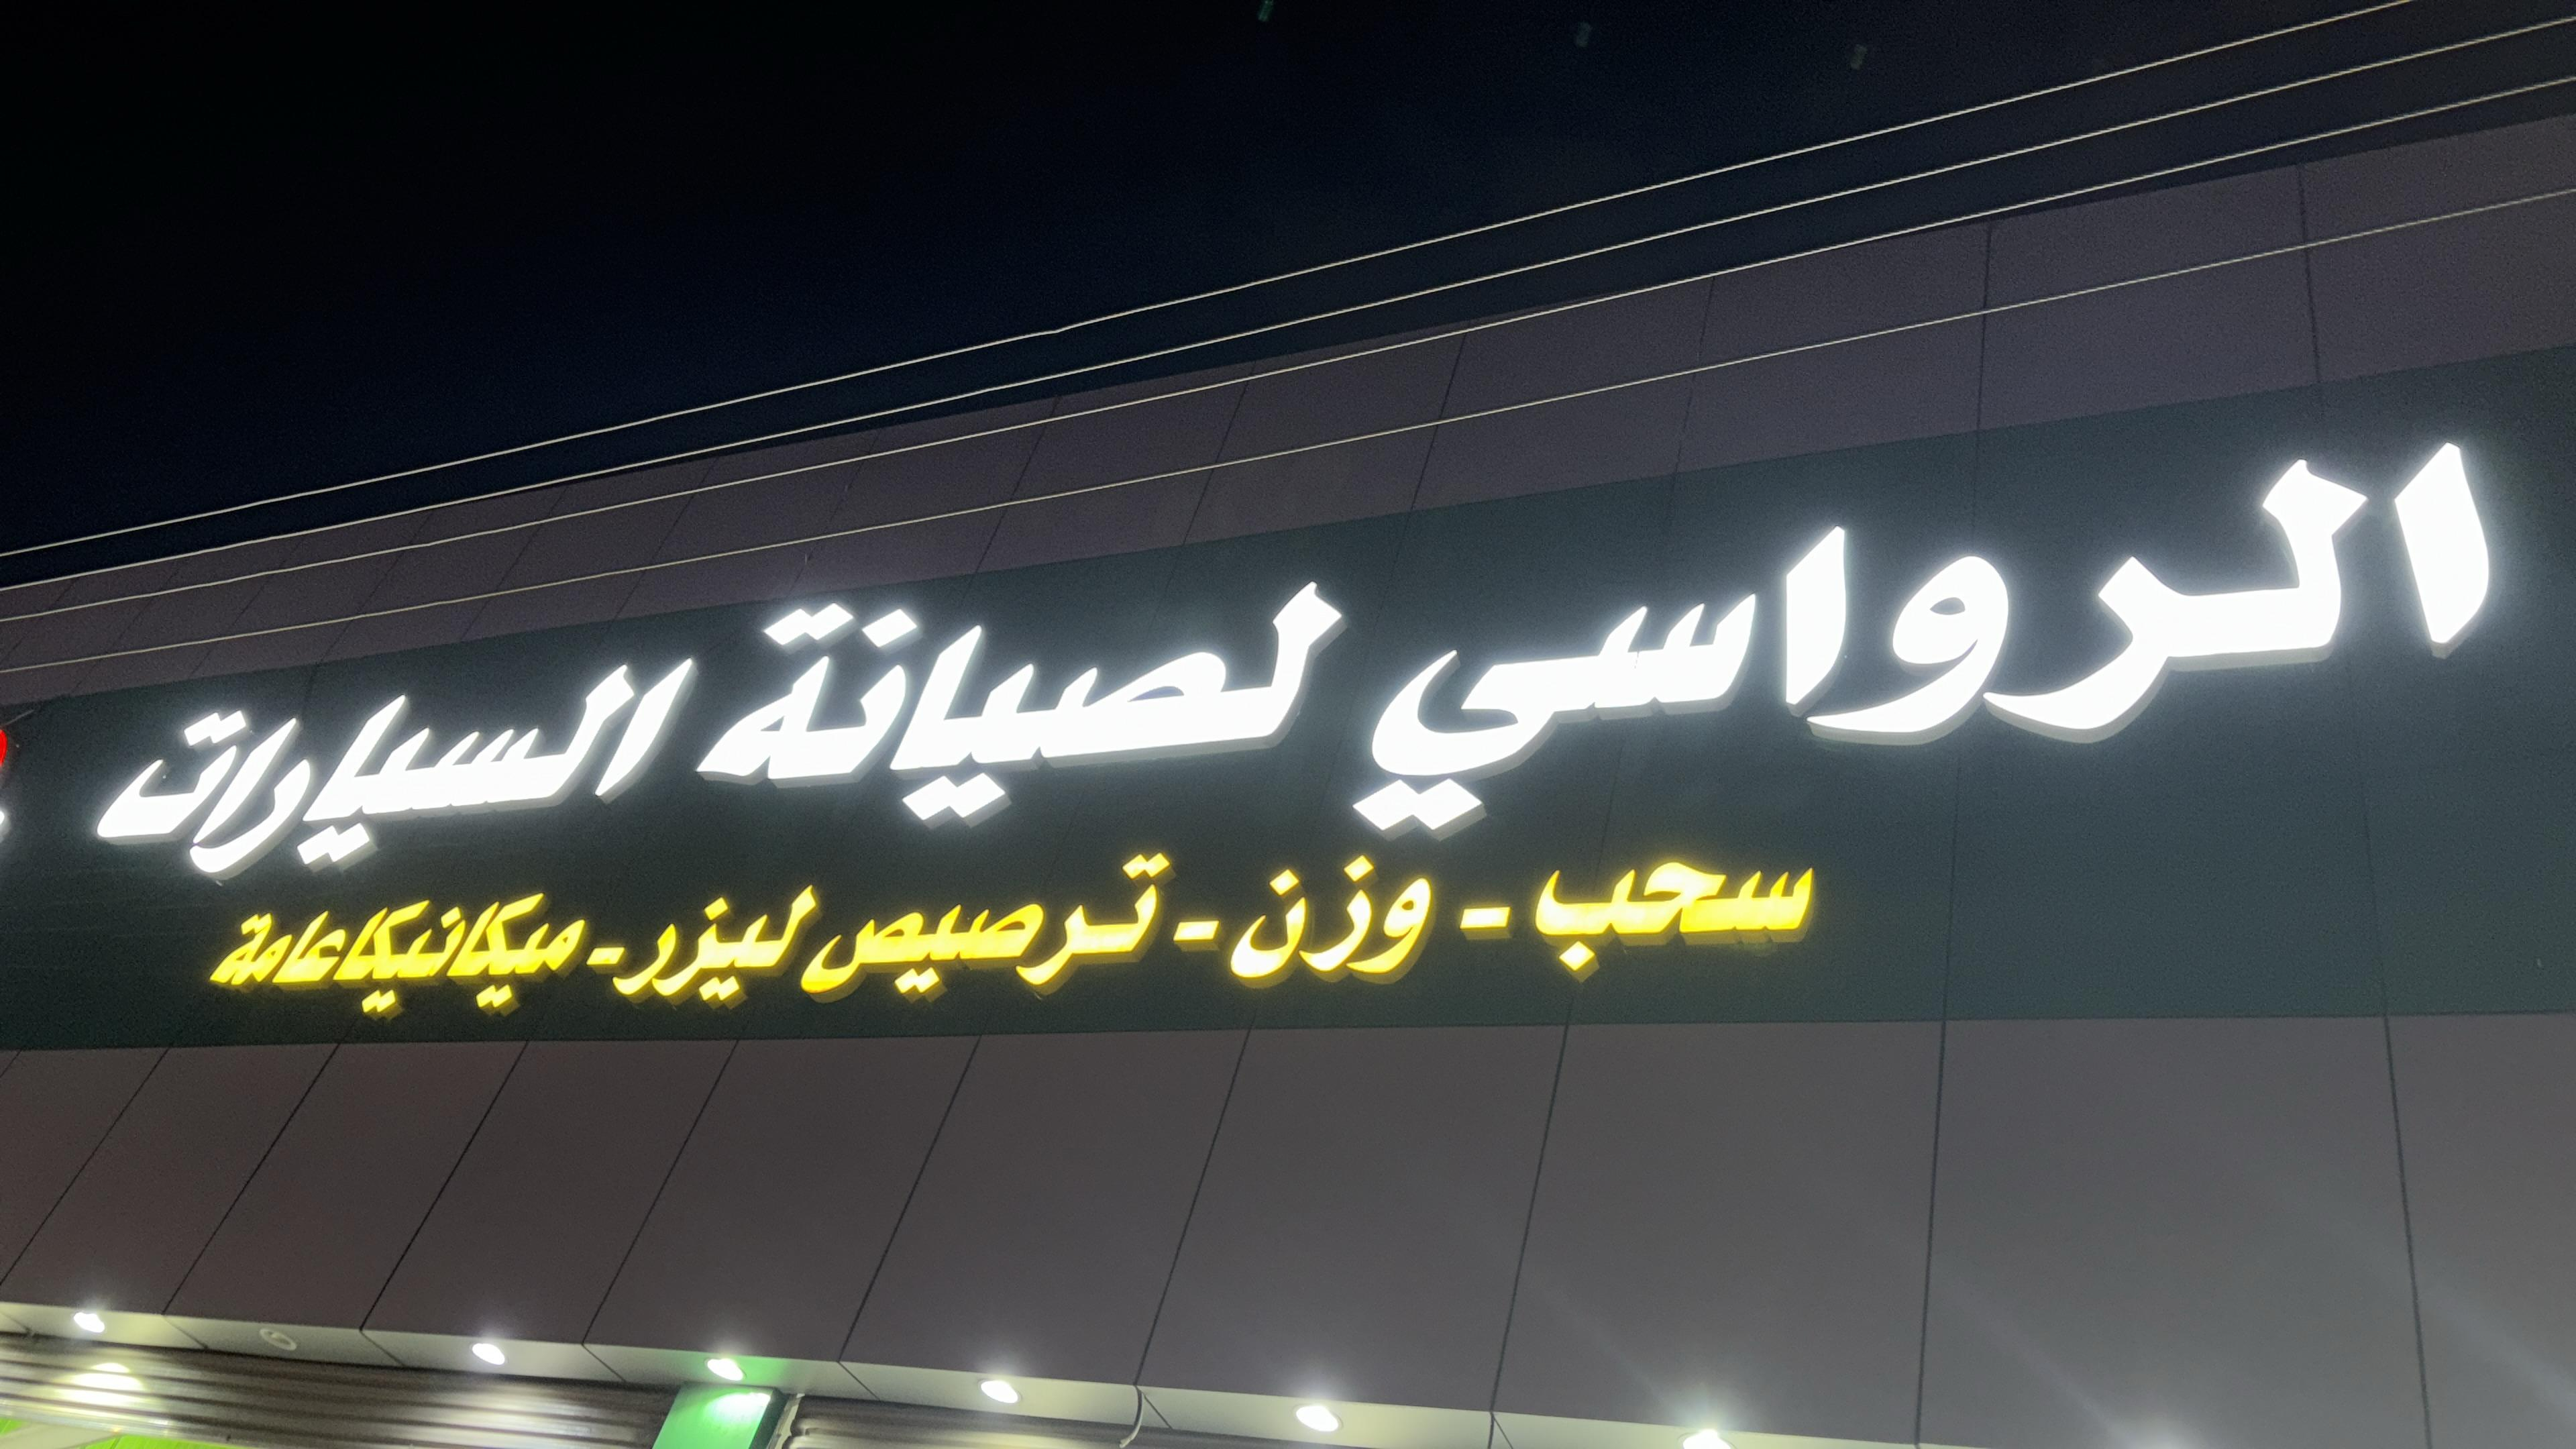 الرواسي لصيانة السيارات
سحب - وزن - ترصيص ليزر - ميكانيكا عامة